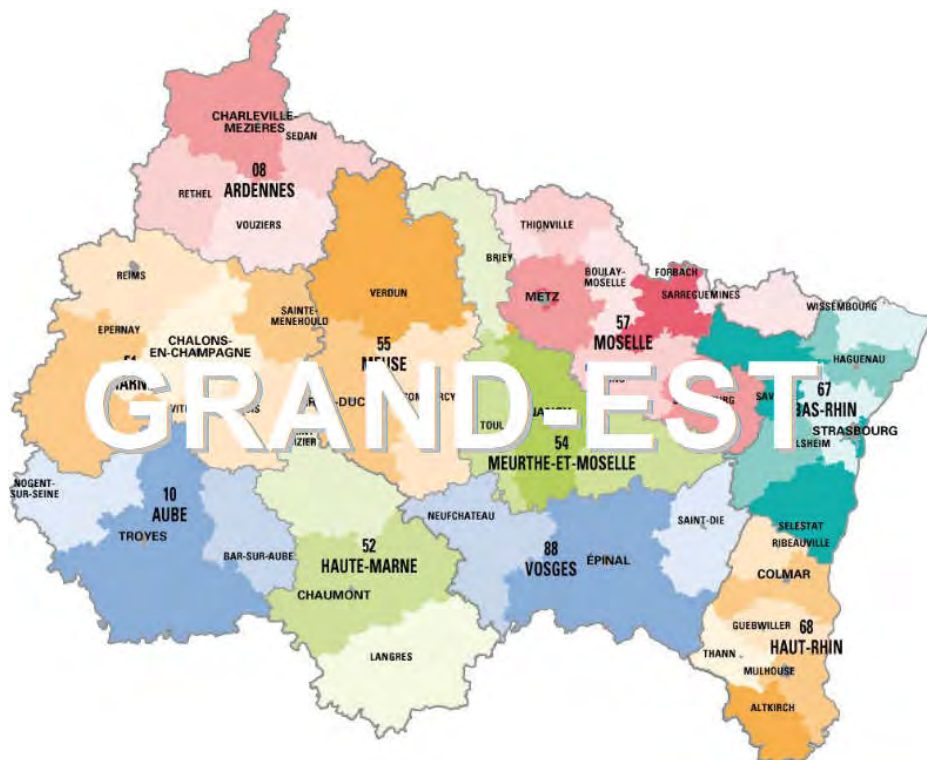 CHARLEVILLE-
MEZIERES
SEDAN
08
ARDENNES
RETHEL
VOUZIERS
THIONVILLE
BRIEY
REIMS
VERDUN
METZ
BOULAY-
MOSELLE
FORBACH
SARREGUEMINES
WISSEMBOURG
SAINTE-
MENEHOULD
EPERNAY
CHALONS-
EN-CHAMPAGNE
55
MEUSE
57
MOSELLE
HAGUENAU
67
BAS-RHIN
STRASBOURG
GRAND-EST
TOUL
54
MEURTHE-ET-MOSELLE
NOGENT-
SUR-SEINE
10
AUBE
TROYES
BAR-SUR-AUBE
52
HAUTE-MARNE
CHAUMONT
NEUFCHATEAU
88
VOSGES
ÉPINAL
SAINT-DIE
SELESTAT
RIBEAUVILLE
COLMAR
GUEBWILLER
68
HAUT-RHIN
THANN
MULHOUSE
LANGRES
ALTKIRCH